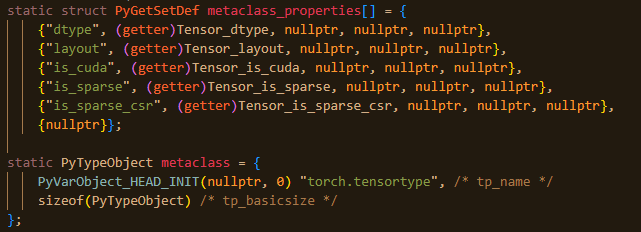 static struct PyGetSetDef metaclass_properties[] = {
    {"dtype", (getter)Tensor_dtype, nullptr, nullptr, nullptr},
    {"layout", (getter)Tensor_layout, nullptr, nullptr, nullptr},
    {"is_cuda", (getter)Tensor_is_cuda, nullptr, nullptr, nullptr},
    {"is_sparse", (getter)Tensor_is_sparse, nullptr, nullptr, nullptr},
    {"is_sparse_csr", (getter)Tensor_is_sparse_csr, nullptr, nullptr, nullptr},
    {nullptr}};

static PyTypeObject metaclass = {
    PyVarObject_HEAD_INIT(nullptr, 0) "torch.tensortype", /* tp_name */
    sizeof(PyTypeObject) /* tp_basicsize */
};